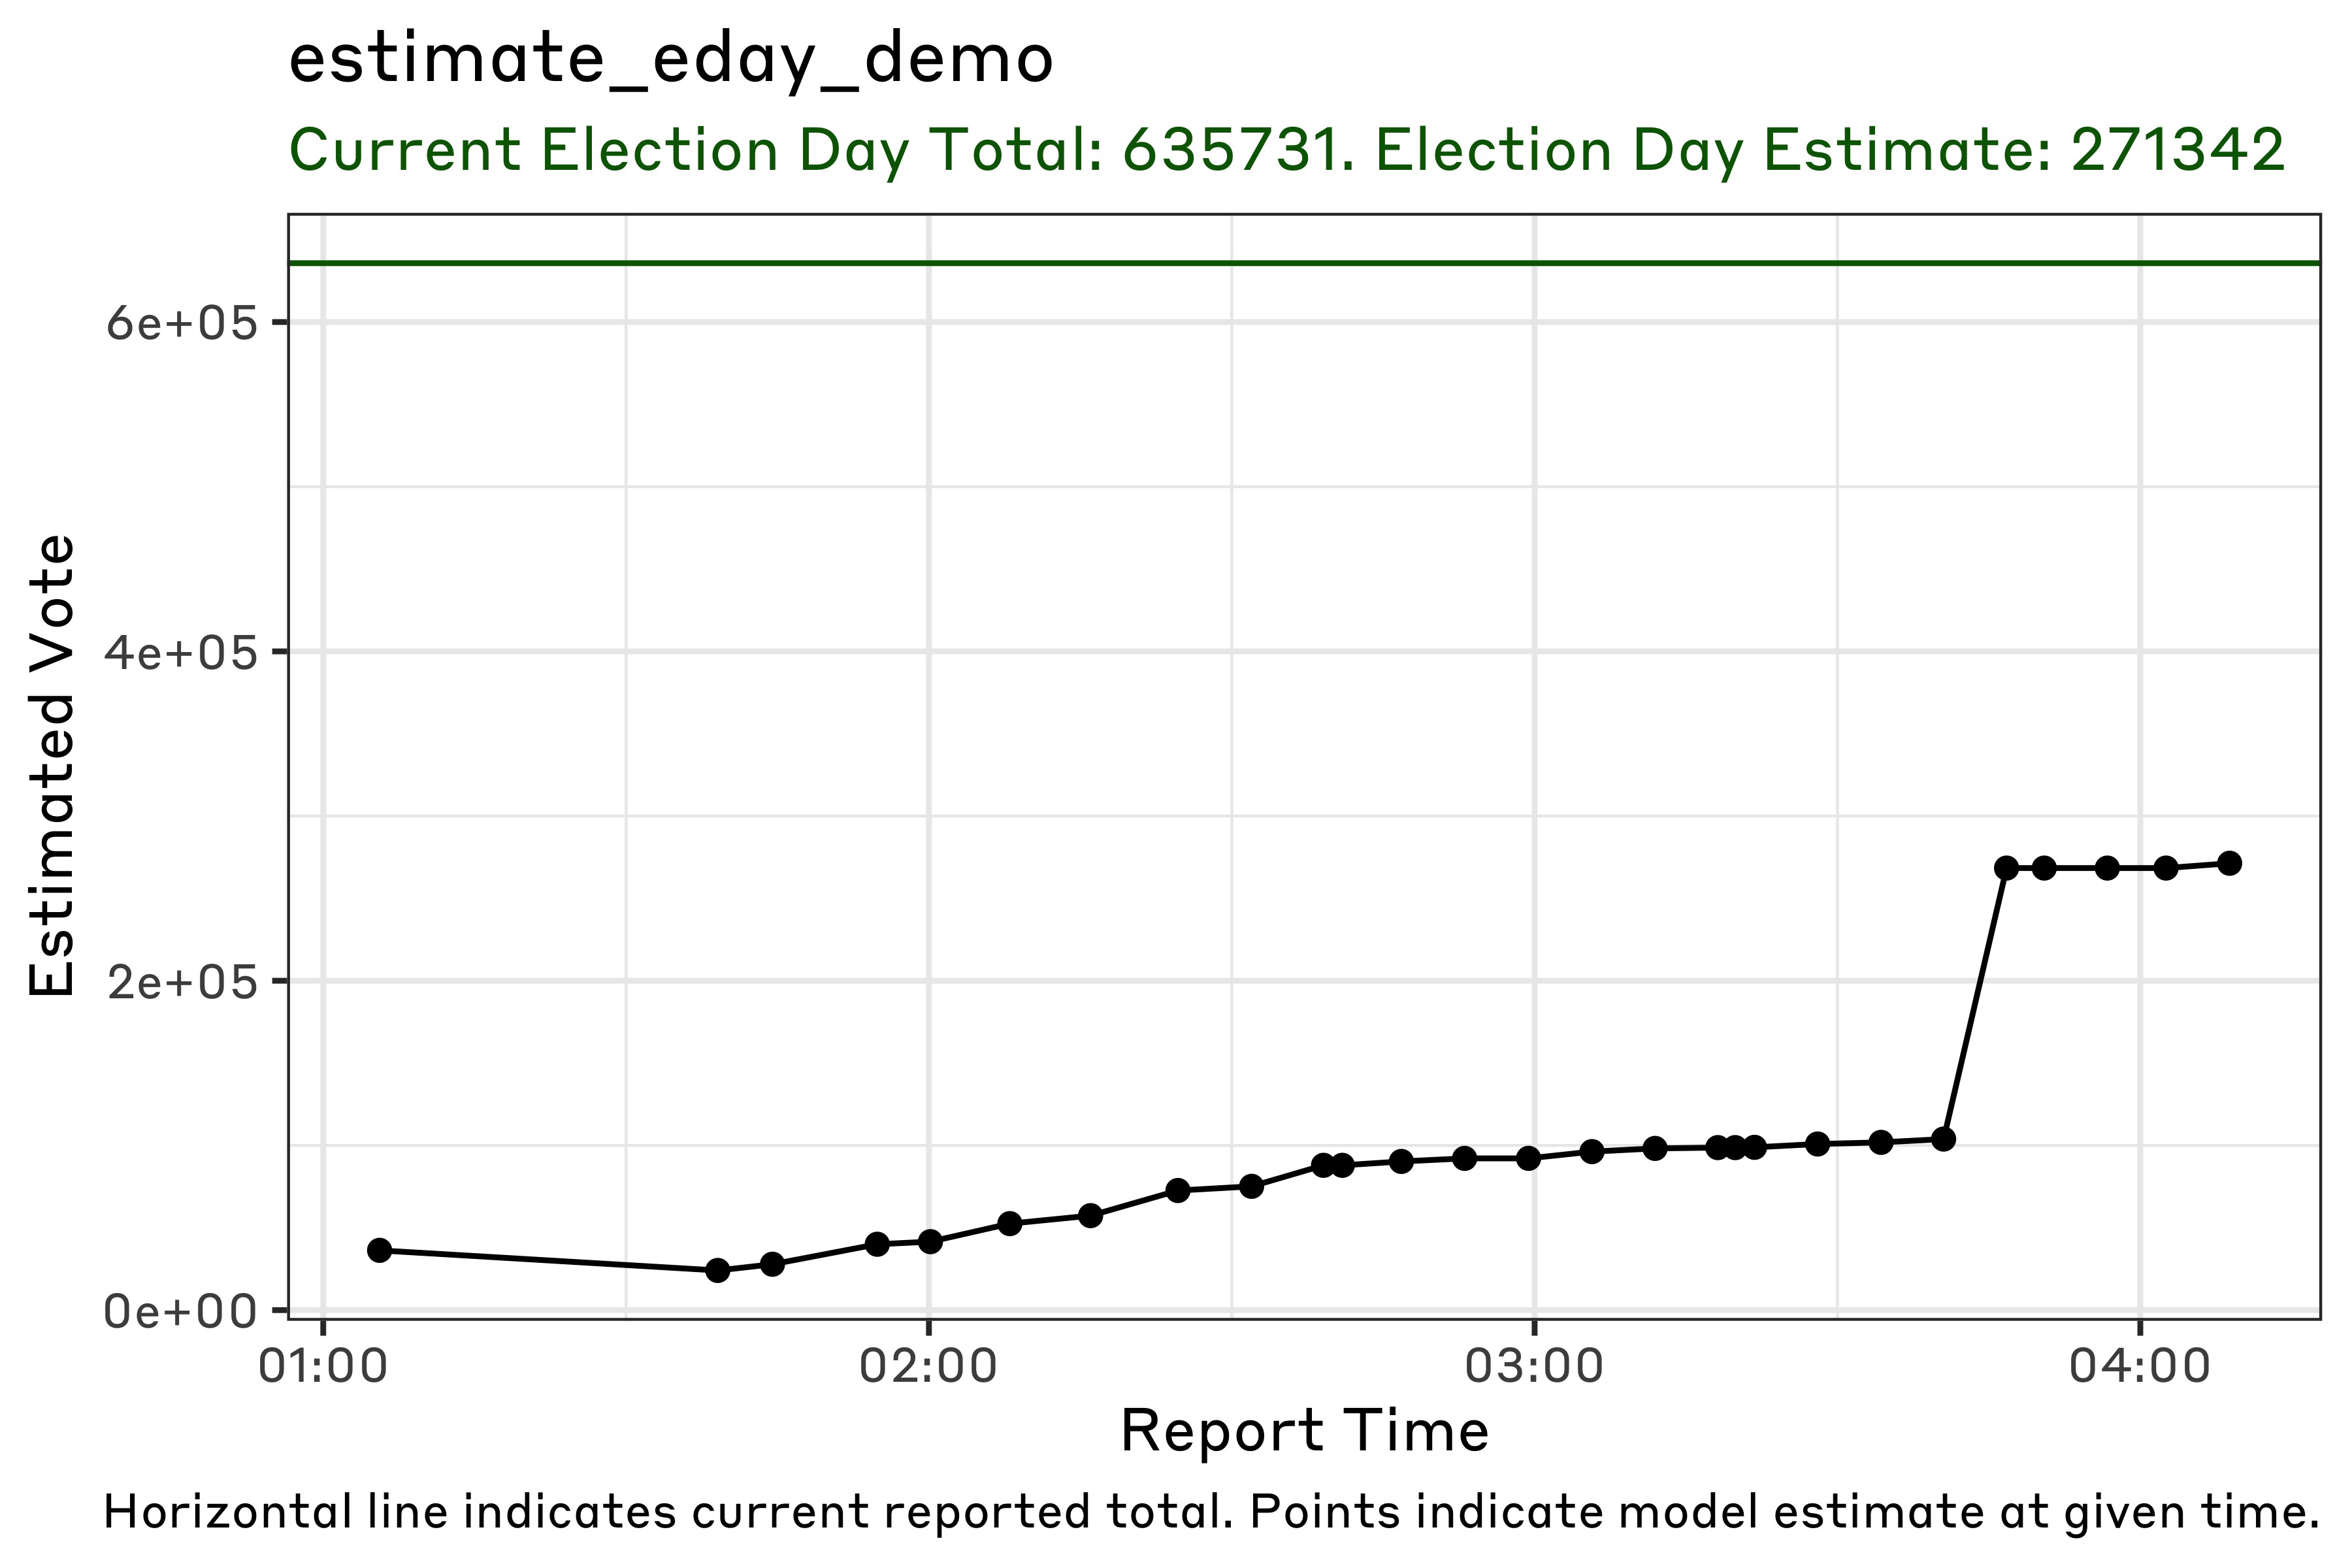 estimate_eday_demo
Current Election Day Total: 635731. Election Day Estimate: 271342
Estimated Vote
6e+05
4e+05
2e+05
0e+00
01:00 02:00 03:00 04:00
Report Time
Horizontal line indicates current reported total. Points indicate model estimate at given time.